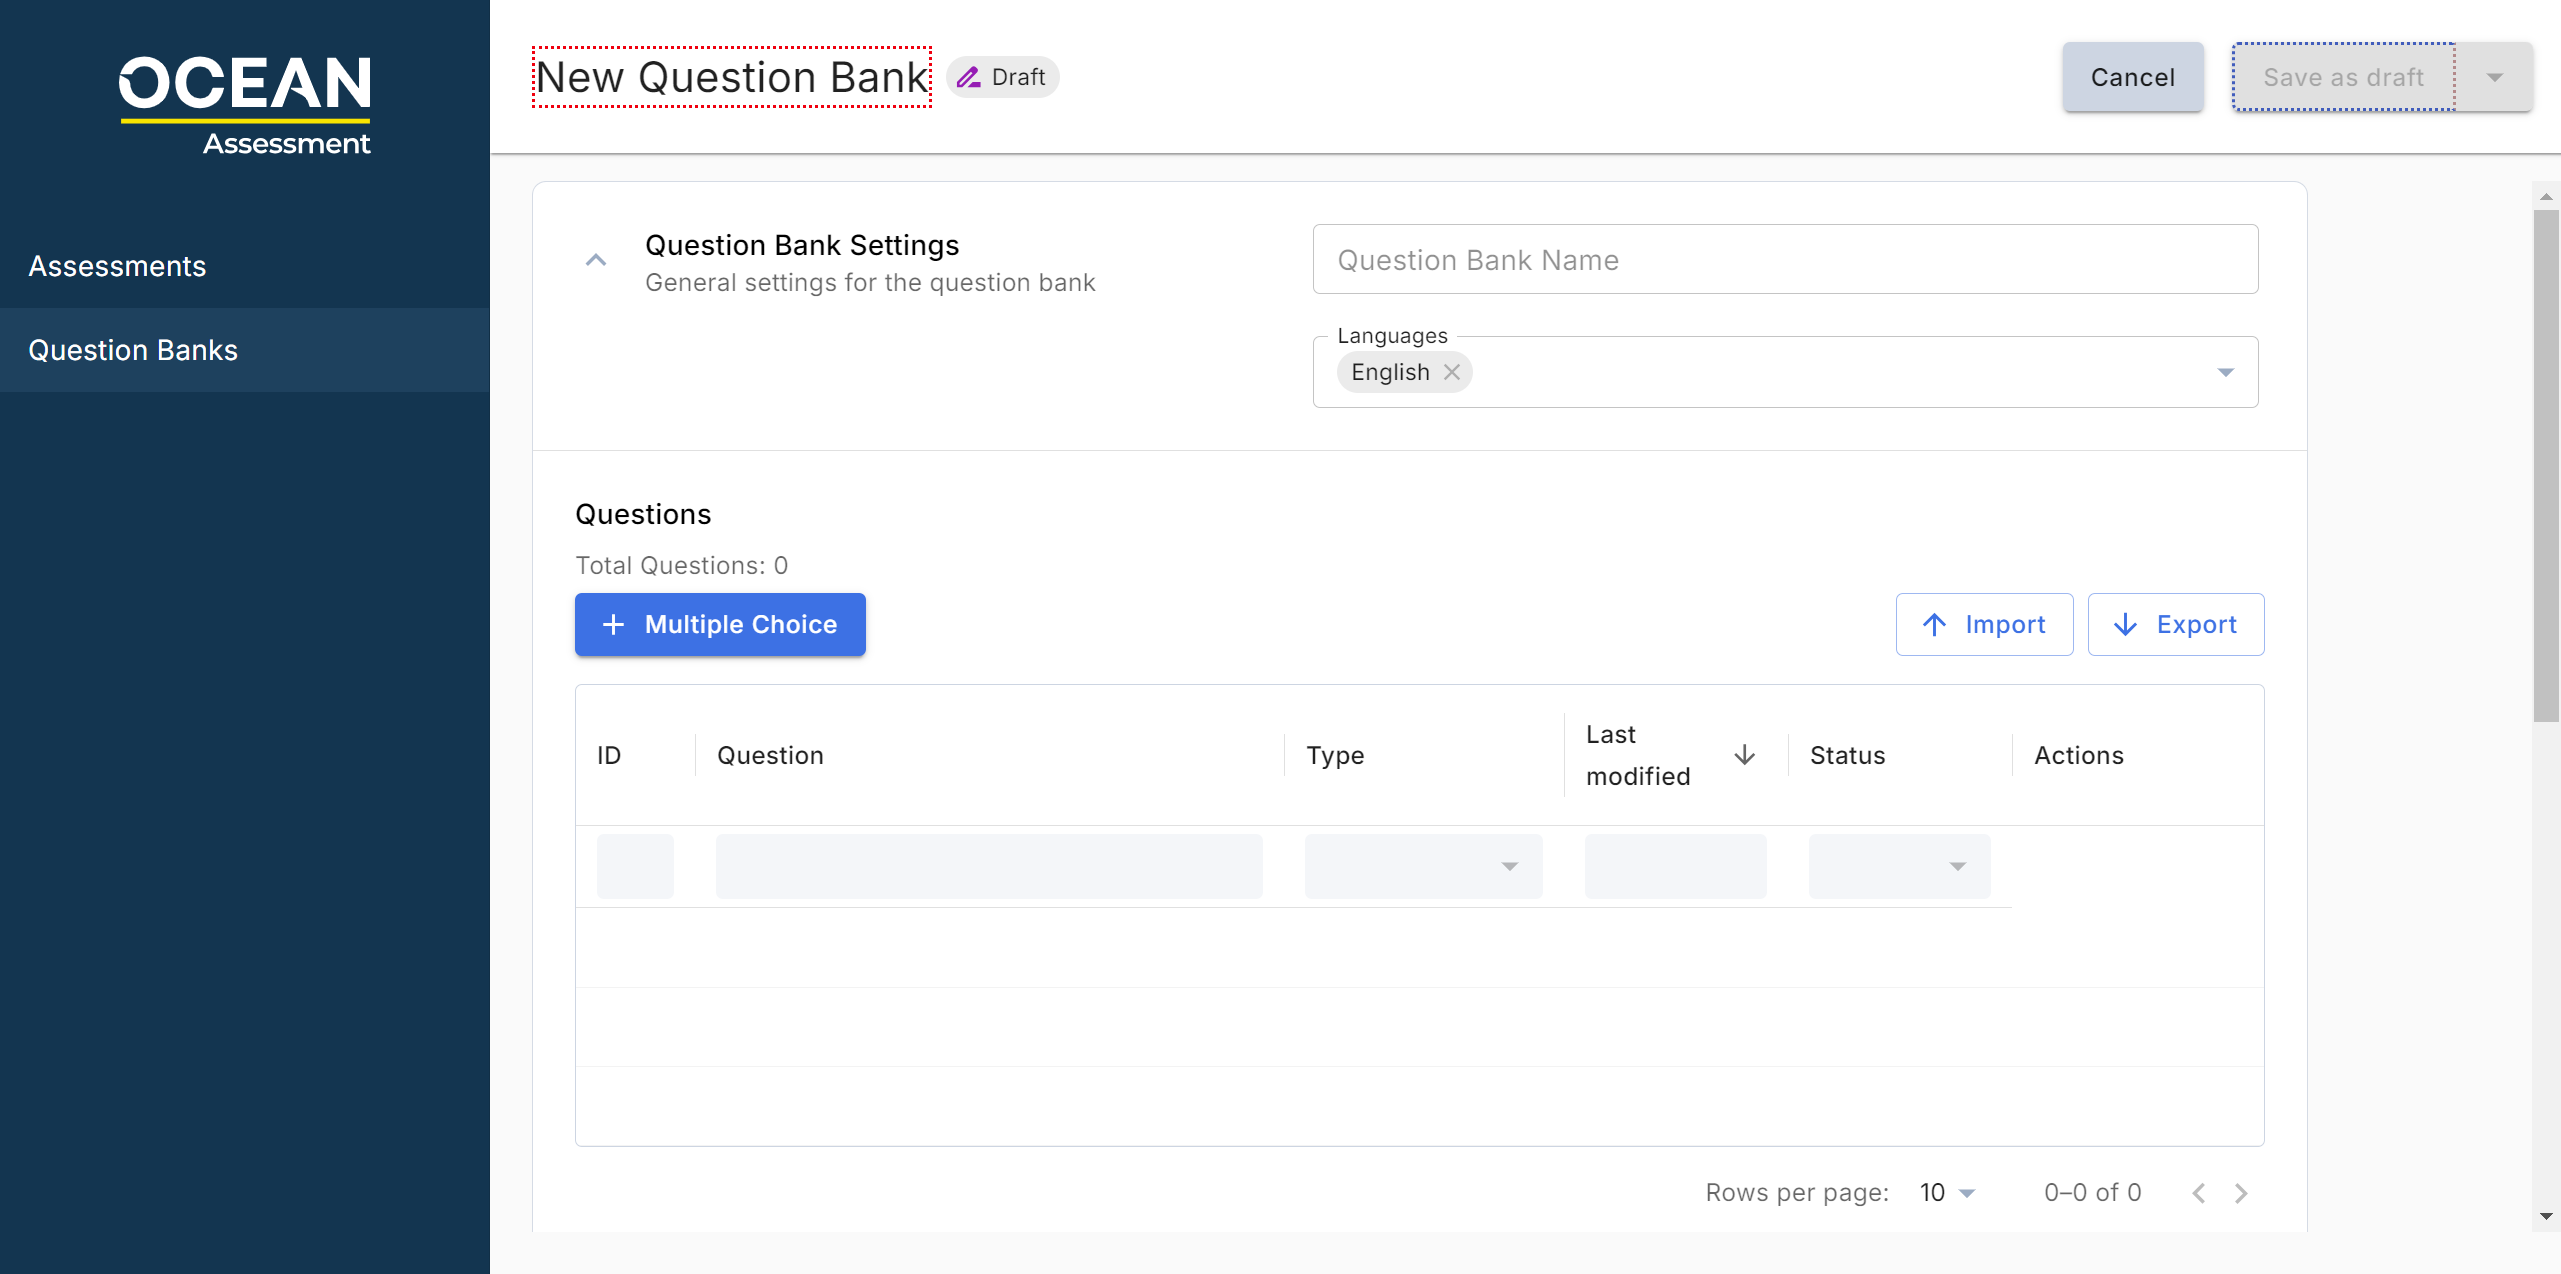 OCEAN
Assessment
Assessments
Question Banks
New Question Bank
Draft
Cancel
Save as draft
Question Bank Settings
General settings for the question bank
Question Bank Name
Languages
English
Questions
Total Questions: 0
Multiple Choice
Import
Export
ID
Question
Type
Last
modified
Status
Actions
Rows per page: 10
0–0 of 0